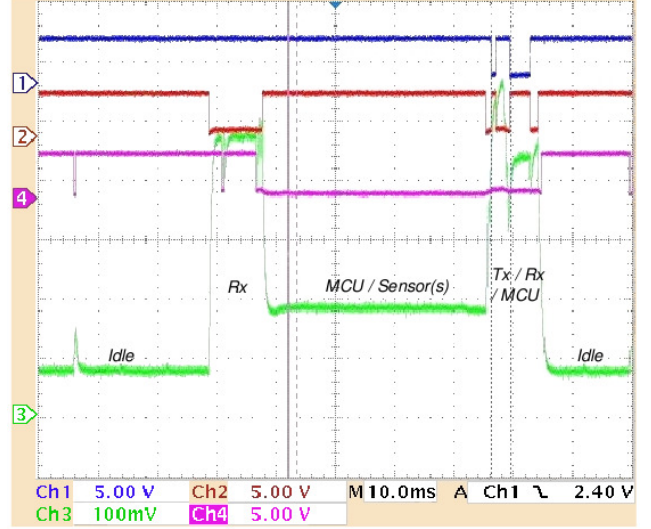 1
2
4
Rx
MCU / Sensor(s)
Tx / Rx
/ MCU
Idle
Idle
3
Ch1 5.00 V Ch2 5.00 V M 10.0ms A Ch1 2.40 V
Ch3 100mV Ch4 5.00 V